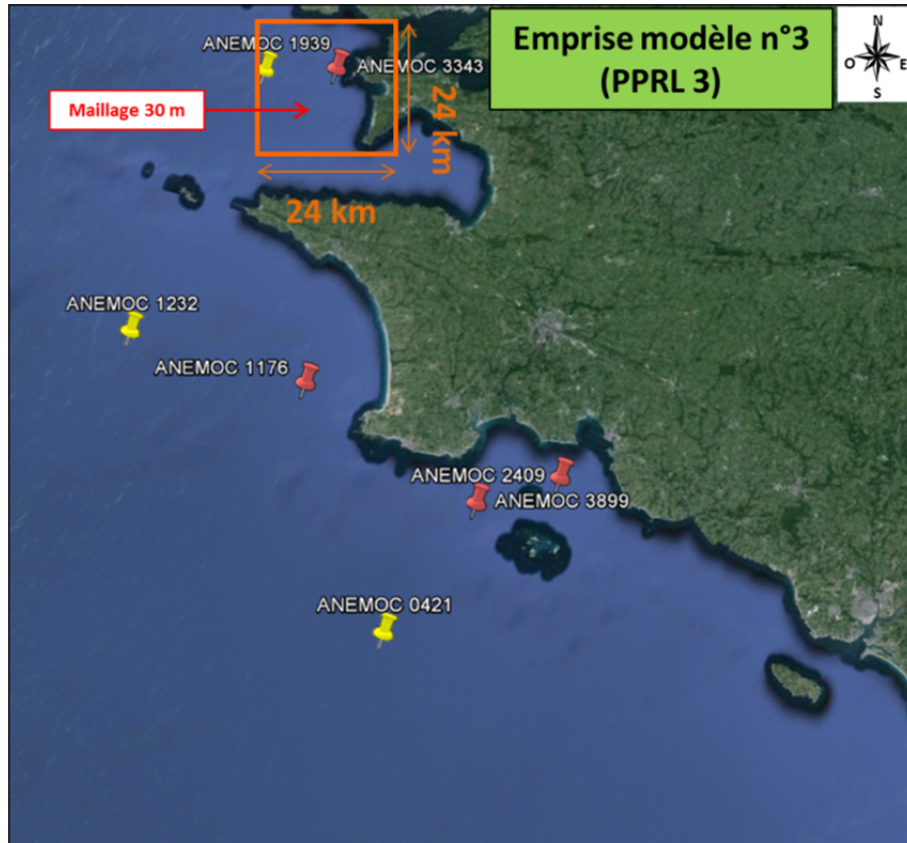 Emprise modèle n°3
(PPRL 3)
N
O
E
S
ANEMOC 1939
ANEMOC 3343
Maillage 30 m
24 km
24 km
ANEMOC 1232
ANEMOC 1176
ANEMOC 2409
ANEMOC 3899
ANEMOC 0421